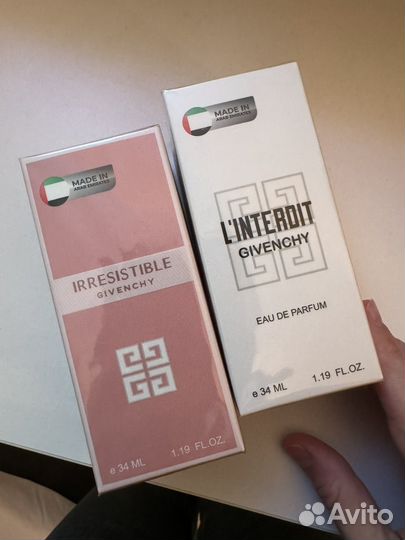 MADE IN
ARAB EMIRATES
IRRESISTIBLE
GIVENCHY
e 34 ML 1.19 FL.OZ.
MADE IN
ARAB EMIRATES
L'INTERDIT
GIVENCHY
EAU DE PARFUM
e 34 ML 1.19 FL.OZ.
Avito